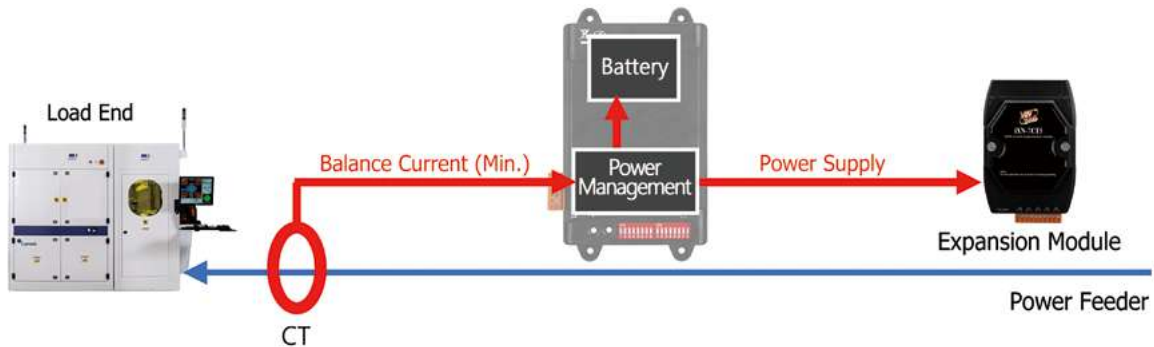 Load End
Balance Current (Min.)
Battery
Power
Management
Power Supply
Expansion Module
Power Feeder
CT